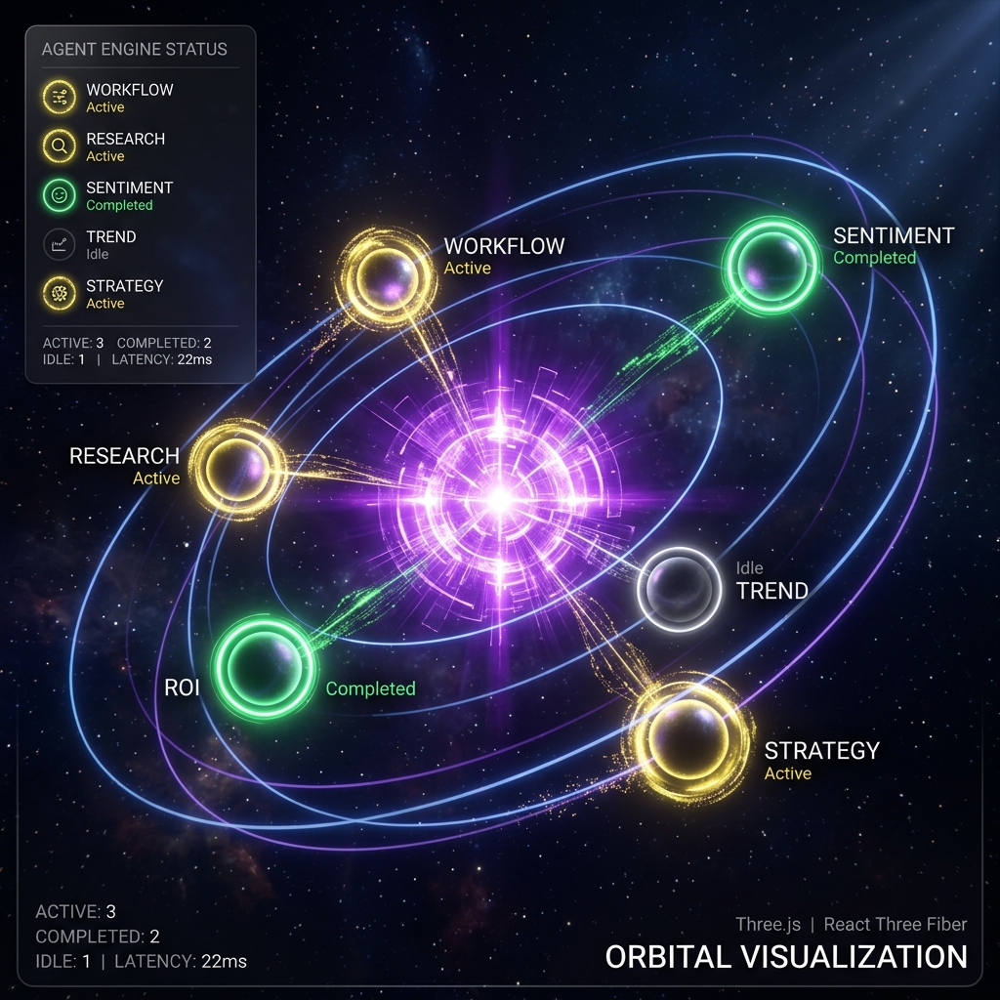 AGENT ENGINE STATUS
WORKFLOW
Active
RESEARCH
Active
SENTIMENT
Completed
TREND
Idle
STRATEGY
Active
ACTIVE: 3 COMPLETED: 2
IDLE: 1 | LATENCY: 22ms
WORKFLOW
Active
SENTIMENT
Completed
RESEARCH
Active
Idle
TREND
ROI
Completed
STRATEGY
Active
ACTIVE: 3
COMPLETED: 2
IDLE: 1 | LATENCY: 22ms
Three.js | React Three Fiber
ORBITAL VISUALIZATION